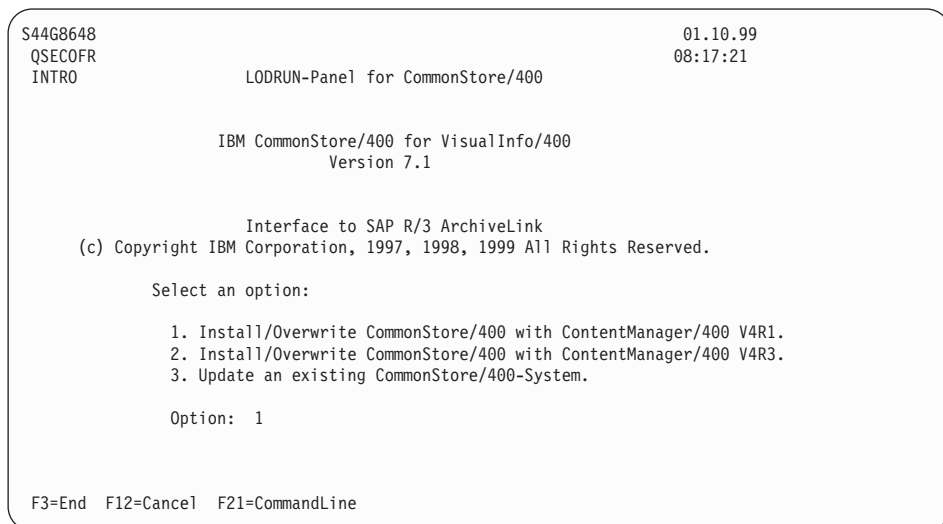 S44G8648 01.10.99
QSECOFR 08:17:21
INTRO LODRUN-Panel for CommonStore/400
IBM CommonStore/400 for VisualInfo/400
Version 7.1
Interface to SAP R/3 ArchiveLink
(c) Copyright IBM Corporation, 1997, 1998, 1999 All Rights Reserved.
Select an option:
1. Install/Overwrite CommonStore/400 with ContentManager/400 V4R1.
2. Install/Overwrite CommonStore/400 with ContentManager/400 V4R3.
3. Update an existing CommonStore/400-System.
Option: 1
F3=End F12=Cancel F21=CommandLine